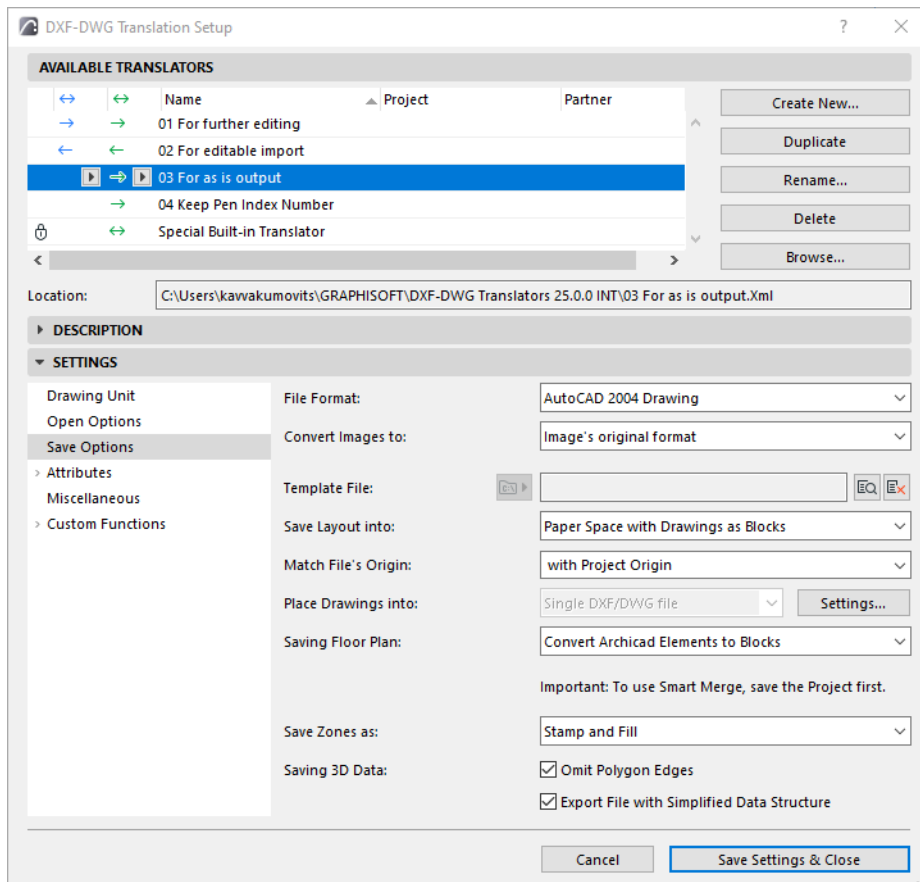 DXF-DWG Translation Setup ?
AVAILABLE TRANSLATORS
Name Project Partner
01 For further editing
02 For editable import
03 For as is output
04 Keep Pen Index Number
Special Built-in Translator
Create New...
Duplicate
Rename...
Delete
Browse...
Location: C:\Users\kavvakumovits\GRAPHISOFT\DXF-DWG Translators 25.0.0 INT\03 For as is output.Xml
DESCRIPTION
SETTINGS
Drawing Unit
Open Options
Save Options
Attributes
Miscellaneous
Custom Functions
File Format: AutoCAD 2004 Drawing
Convert Images to: Image's original format
Template File:
Save Layout into: Paper Space with Drawings as Blocks
Match File's Origin: with Project Origin
Place Drawings into: Single DXF/DWG file Settings...
Saving Floor Plan: Convert Archicad Elements to Blocks
Important: To use Smart Merge, save the Project first.
Save Zones as: Stamp and Fill
Saving 3D Data: Omit Polygon Edges
Export File with Simplified Data Structure
Cancel Save Settings & Close